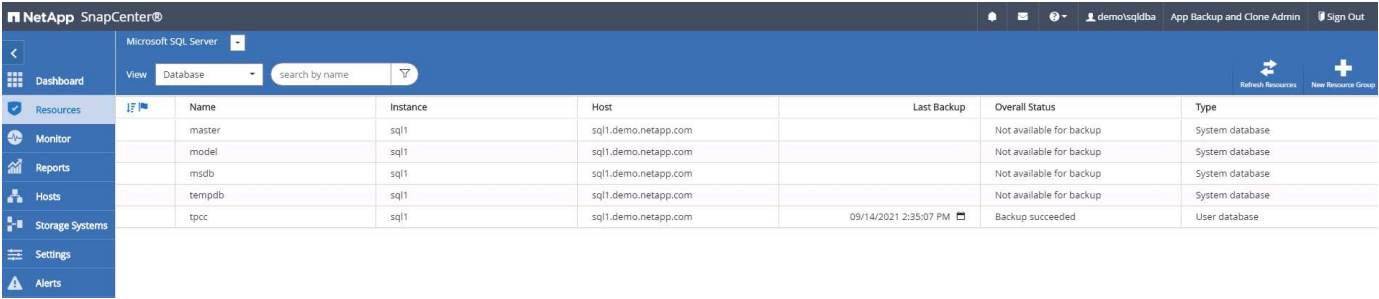 NetApp SnapCenter® demo\sqldba App Backup and Clone Admin Sign Out
Microsoft SQL Server
Dashboard View Database search by name Refresh Resources New Resource Group
Resources Name Instance Host Last Backup Overall Status Type
master sql1 sql1.demo.netapp.com Not available for backup System database
Monitor
model sql1 sql1.demo.netapp.com Not available for backup System database
Reports
msdb sql1 sql1.demo.netapp.com Not available for backup System database
Hosts
tempdb sql1 sql1.demo.netapp.com Not available for backup System database
Storage Systems
tpcc sql1 sql1.demo.netapp.com 09/14/2021 2:35:07 PM Backup succeeded User database
Settings
Alerts